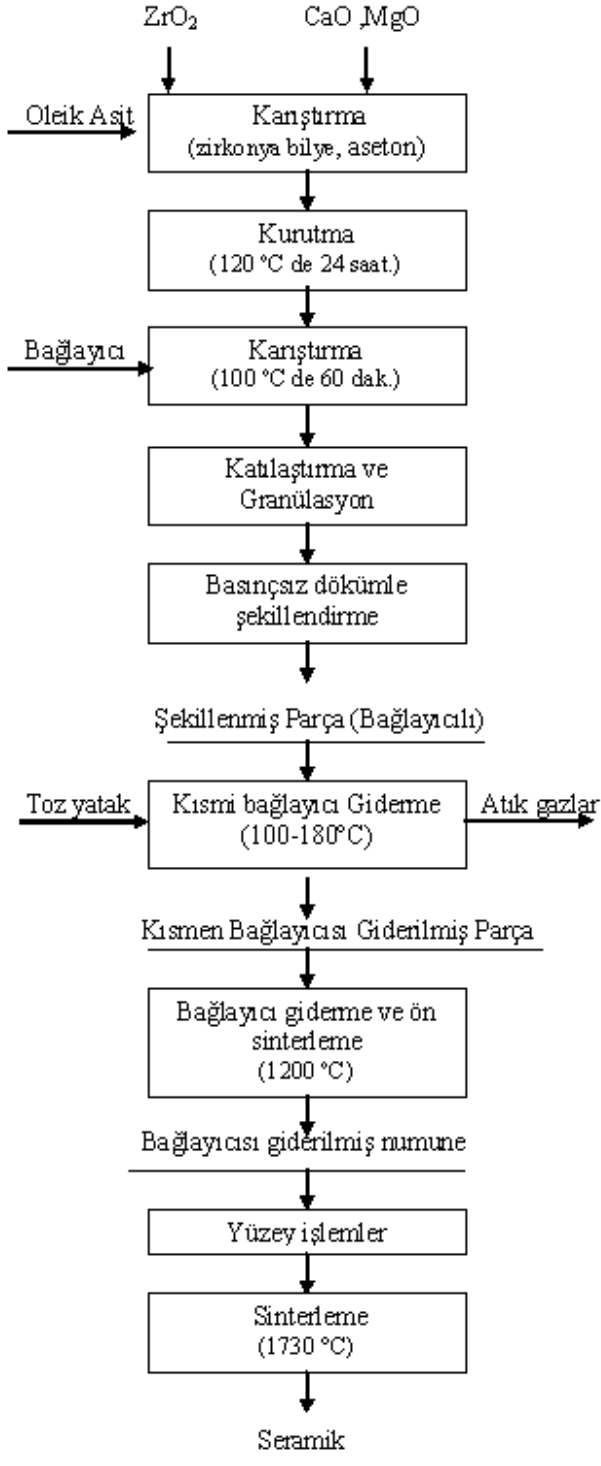 ZrO₂ CaO ,MgO
Oleik Asit
Karıştırma
(zirkonya bilye, aseton)
Kurutma
(120 °C de 24 saat.)
Bağlayıcı
Karıştırma
(100 °C de 60 dak.)
Katılaştırma ve
Granülasyon
Basınçsız dökümle
şekillendirme
Şekillenmiş Parça (Bağlayıcılı)
Toz yatak
Kısmi bağlayıcı Giderme
(100-180°C)
Atık gazlar
Kısmen Bağlayıcısı Giderilmiş Parça
Bağlayıcı giderme ve ön
sinterleme
(1200 °C)
Bağlayıcısı giderilmiş numune
Yüzey işlemler
Sinterleme
(1730 °C)
Seramik